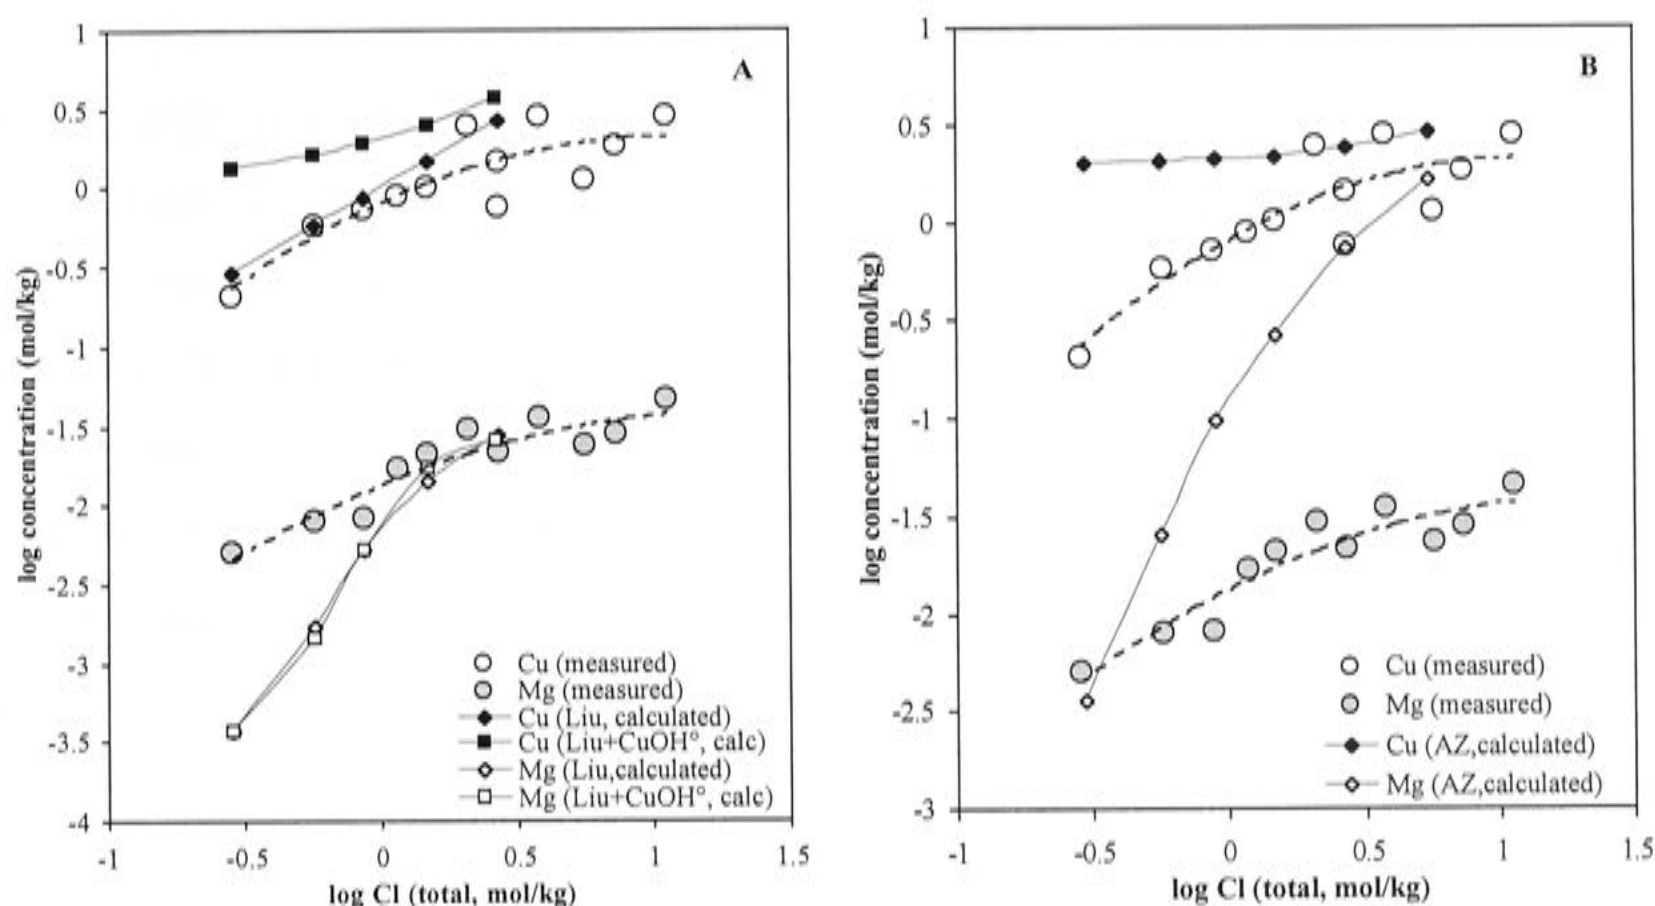 A
1
0.5
0
-0.5
-1
-1.5
-2
-2.5
-3
-3.5
-4
log concentration (mol/kg)
Cu (measured)
Mg (measured)
Cu (Liu, calculated)
Cu (Liu+CuOH°, calc)
Mg (Liu,calculated)
Mg (Liu+CuOH°, calc)
-1
-0.5
0
0.5
1
1.5
log Cl (total, mol/kg)
B
1
0.5
0
-0.5
-1
-1.5
-2
-2.5
-3
log concentration (mol/kg)
Cu (measured)
Mg (measured)
Cu (AZ,calculated)
Mg (AZ,calculated)
-1
-0.5
0
0.5
1
1.5
log Cl (total, mol/kg)